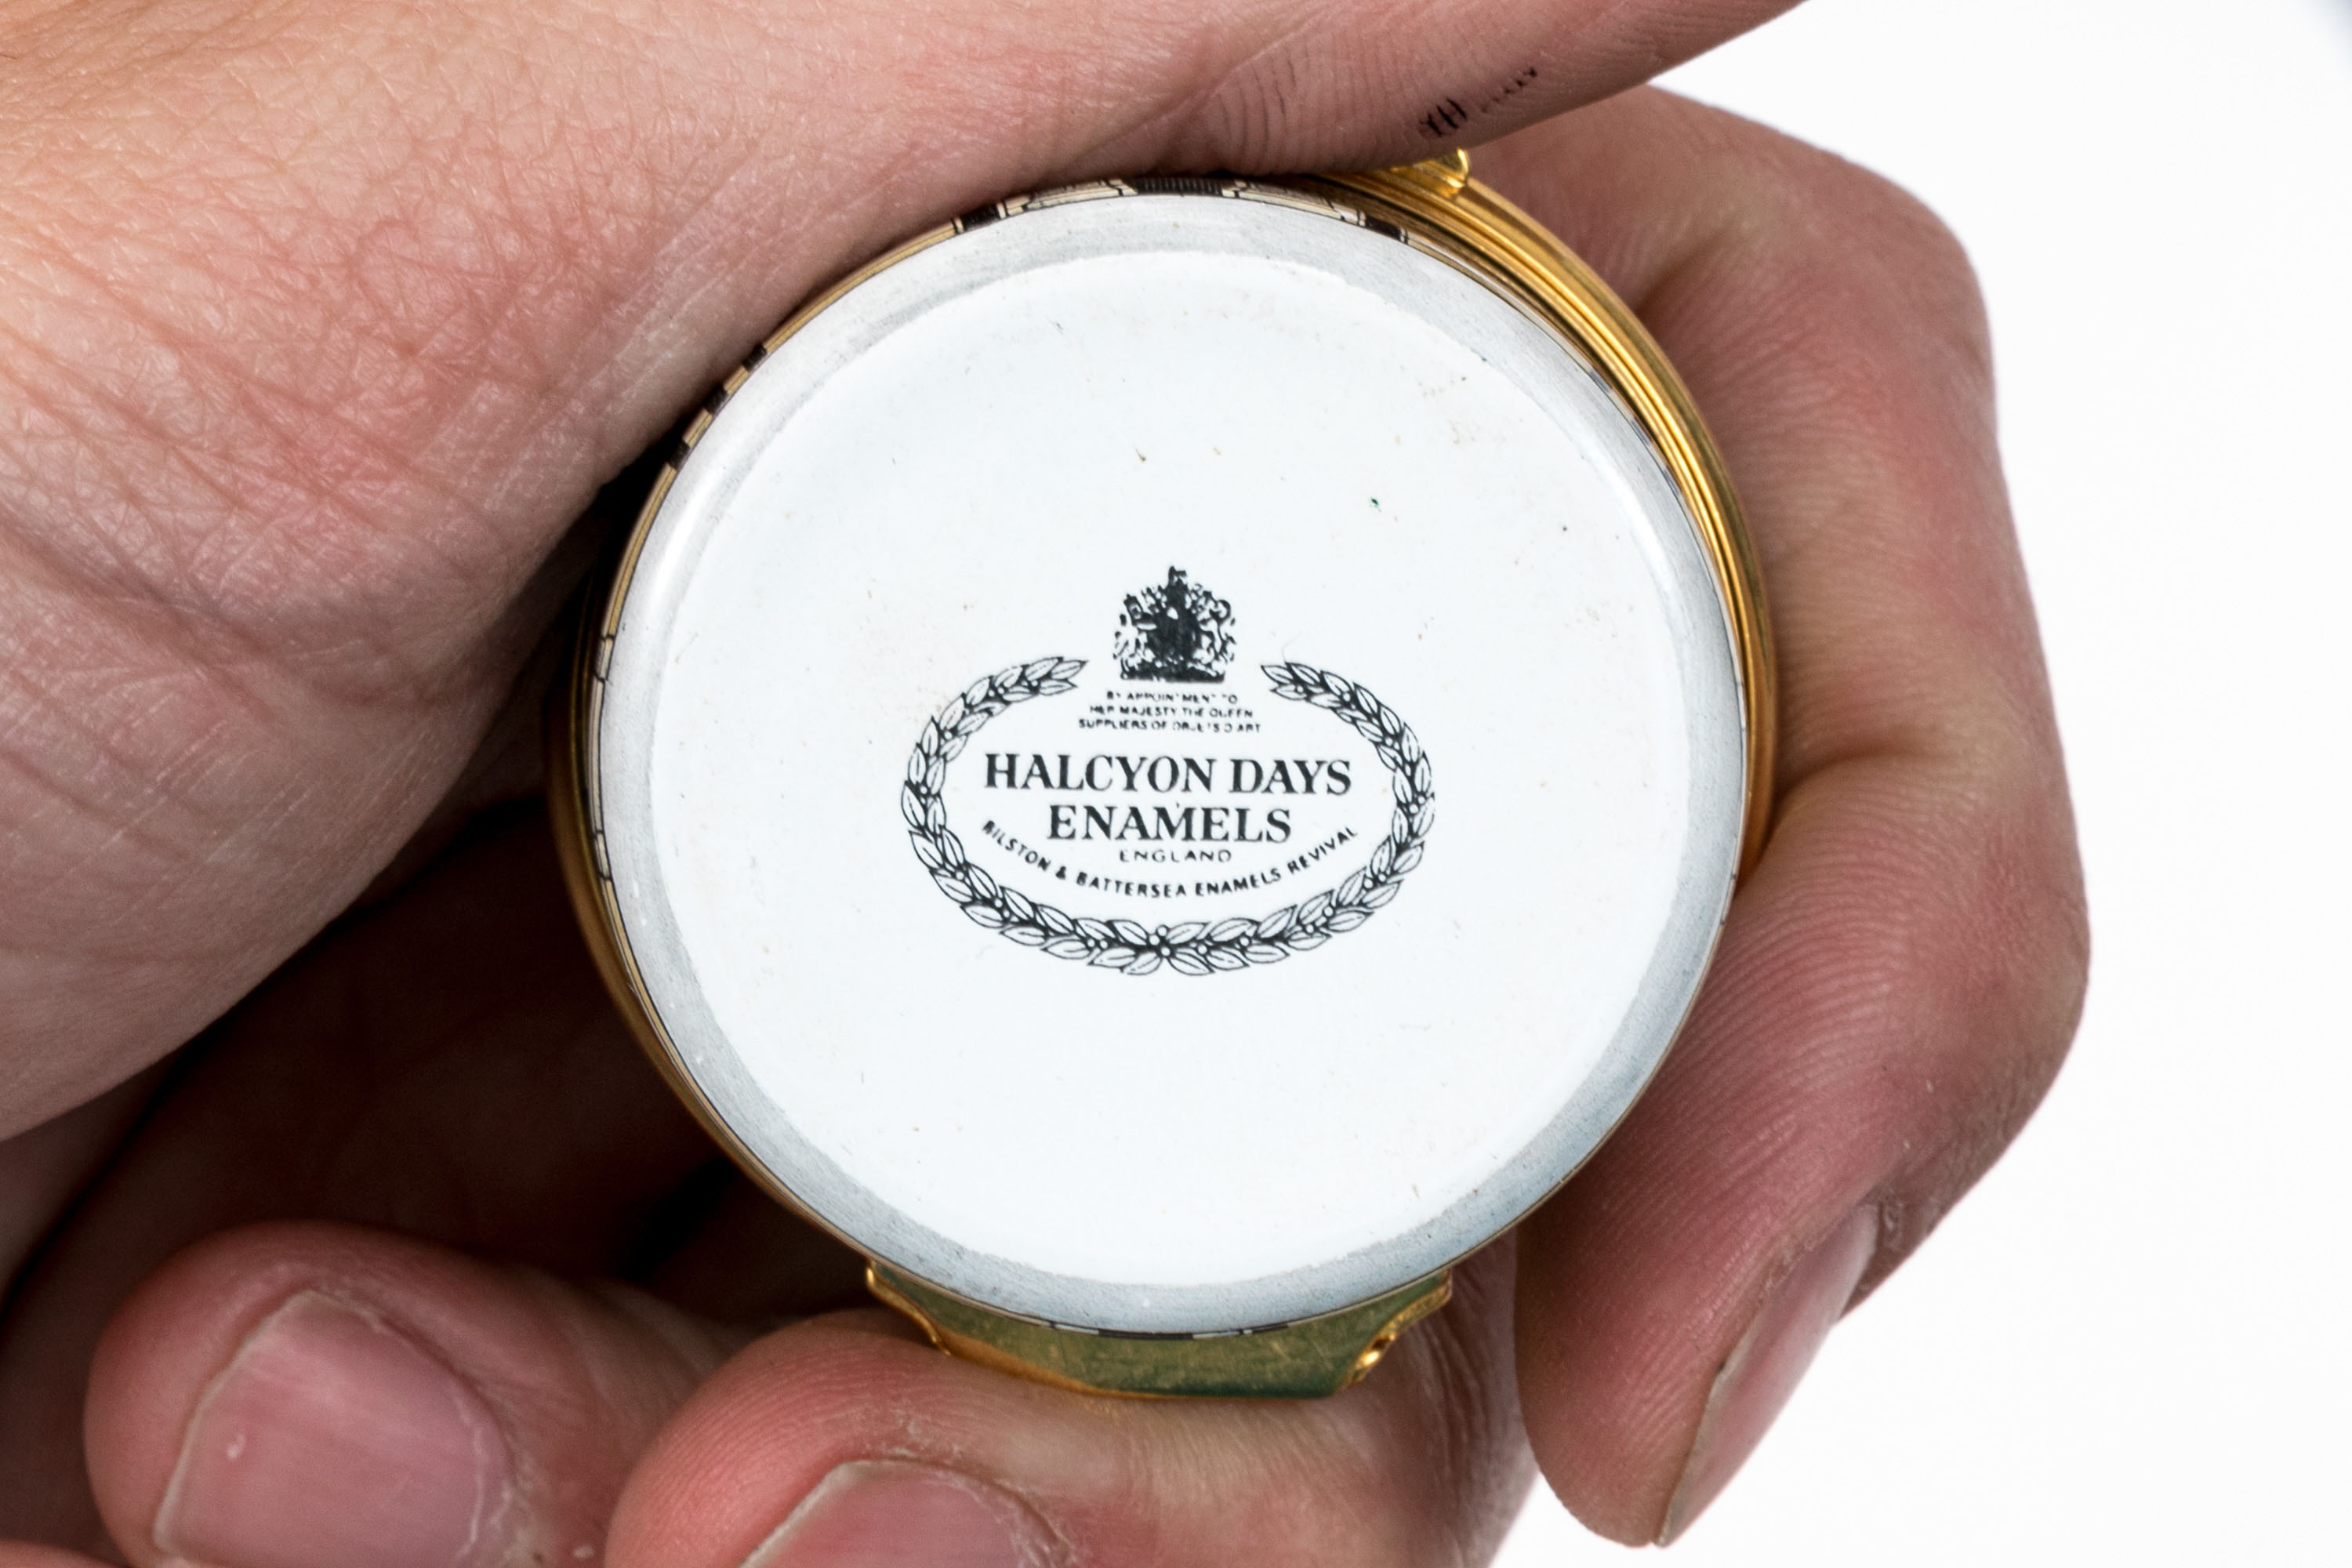 BY APPOINTMENT TO
HER MAJESTY THE QUEEN
SUPPLIERS OF OBJETS D'ART
HALCYON DAYS
ENAMELS
ENGLAND
BILSTON & BATTERSEA ENAMELS REVIVAL